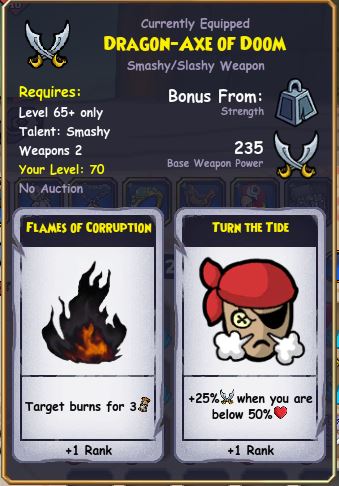 Currently Equipped
DRAGON-AXE OF DOOM
Smashy/Slashy Weapon
Requires:
Level 65+ only
Talent: Smashy
Weapons 2
Your Level: 70
No Auction
Bonus From:
Strength
235
Base Weapon Power
FLAMES OF CORRUPTION
Target burns for 3
+1 Rank
TURN THE TIDE
+25% when you are
below 50%
+1 Rank